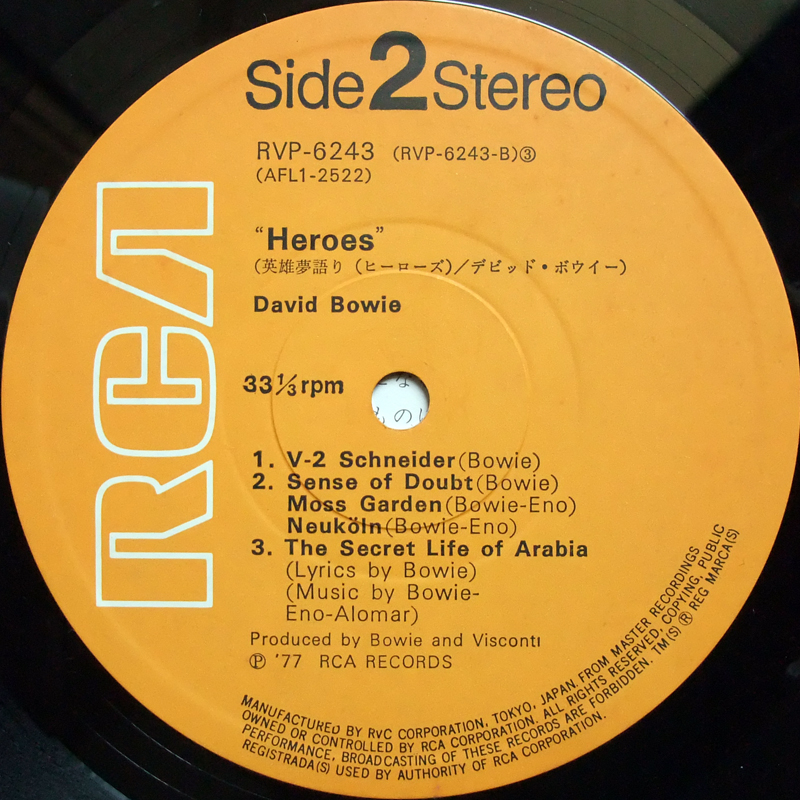 Side 2 Stereo
RVP-6243 (RVP-6243-B)③
(AFL1-2522)
“Heroes”
(英雄夢語り (ヒーローズ)/デビッド・ボウイー)
David Bowie
RCA
33⅓rpm
1. V-2 Schneider(Bowie)
2. Sense of Doubt(Bowie)
Moss Garden(Bowie-Eno)
Neuköln(Bowie-Eno)
3. The Secret Life of Arabia
(Lyrics by Bowie)
(Music by Bowie-
Eno-Alomar)
Produced by Bowie and Visconti
Ⓟ '77 RCA RECORDS
MANUFACTURED BY RVC CORPORATION, TOKYO, JAPAN FROM MASTER RECORDINGS
OWNED OR CONTROLLED BY RCA CORPORATION. ALL RIGHTS RESERVED, COPYING, PUBLIC
PERFORMANCE, BROADCASTING OF THESE RECORDS ARE FORBIDDEN. TM(S) ® REG MARCA(S)
REGISTRADA(S) USED BY AUTHORITY OF RCA CORPORATION.